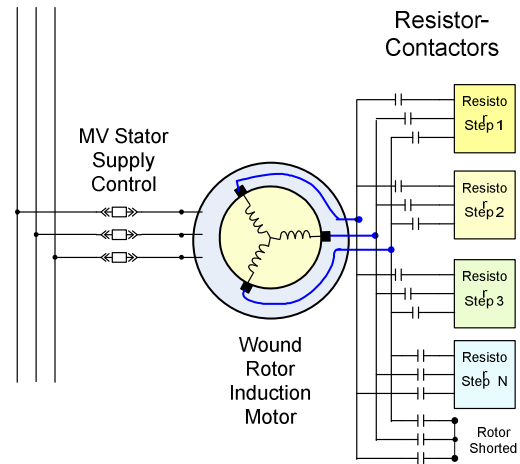 Resistor-
Contactors
MV Stator
Supply
Control
Resisto
r
Step 1
Resisto
r
Step 2
Resisto
r
Step 3
Resisto
r
Step N
Wound
Rotor
Induction
Motor
Rotor
Shorted